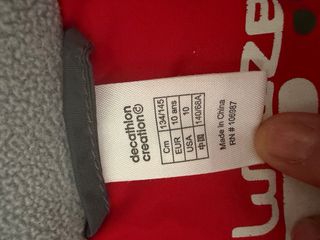 decathlon
creation©
Cm 134/145
EUR 10 ans
USA 10
中国 140/68A
Made in China
RN # 106987